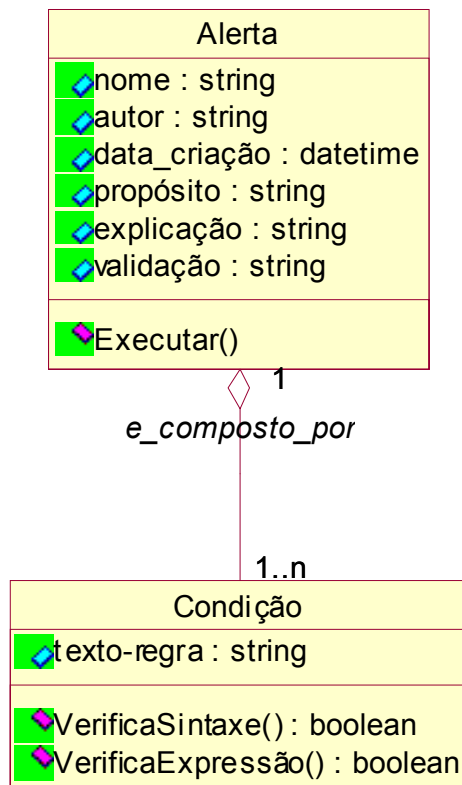 Alerta
nome : string
autor : string
data_criação : datetime
propósito : string
explicação : string
validação : string
Executar()
1
e_composto_por
1..n
Condição
texto-regra : string
VerificaSintaxe() : boolean
VerificaExpressão() : boolean